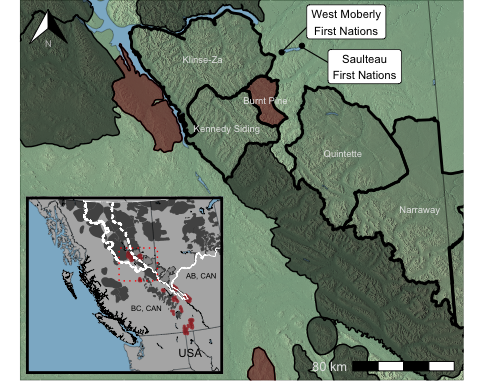 West Moberly
First Nations
Saulteau
First Nations
N
Klinse-Za
Burnt Pine
Kennedy Siding
Quintette
Narraway
AB, CAN
BC, CAN
USA
80 km